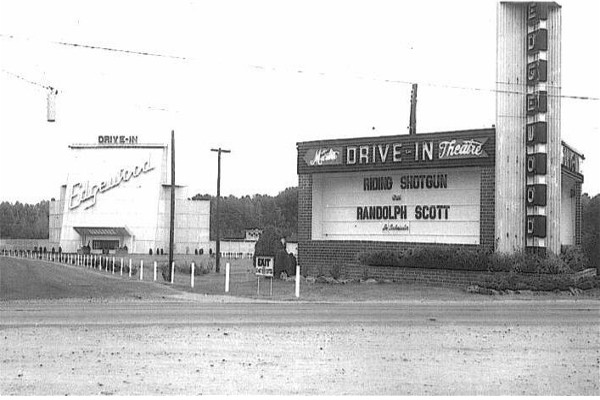 DRIVE-IN
Edgewood
EXIT
DRIVE-IN Theatre
RIDING SHOTGUN
RANDOLPH SCOTT
EDGEWOOD